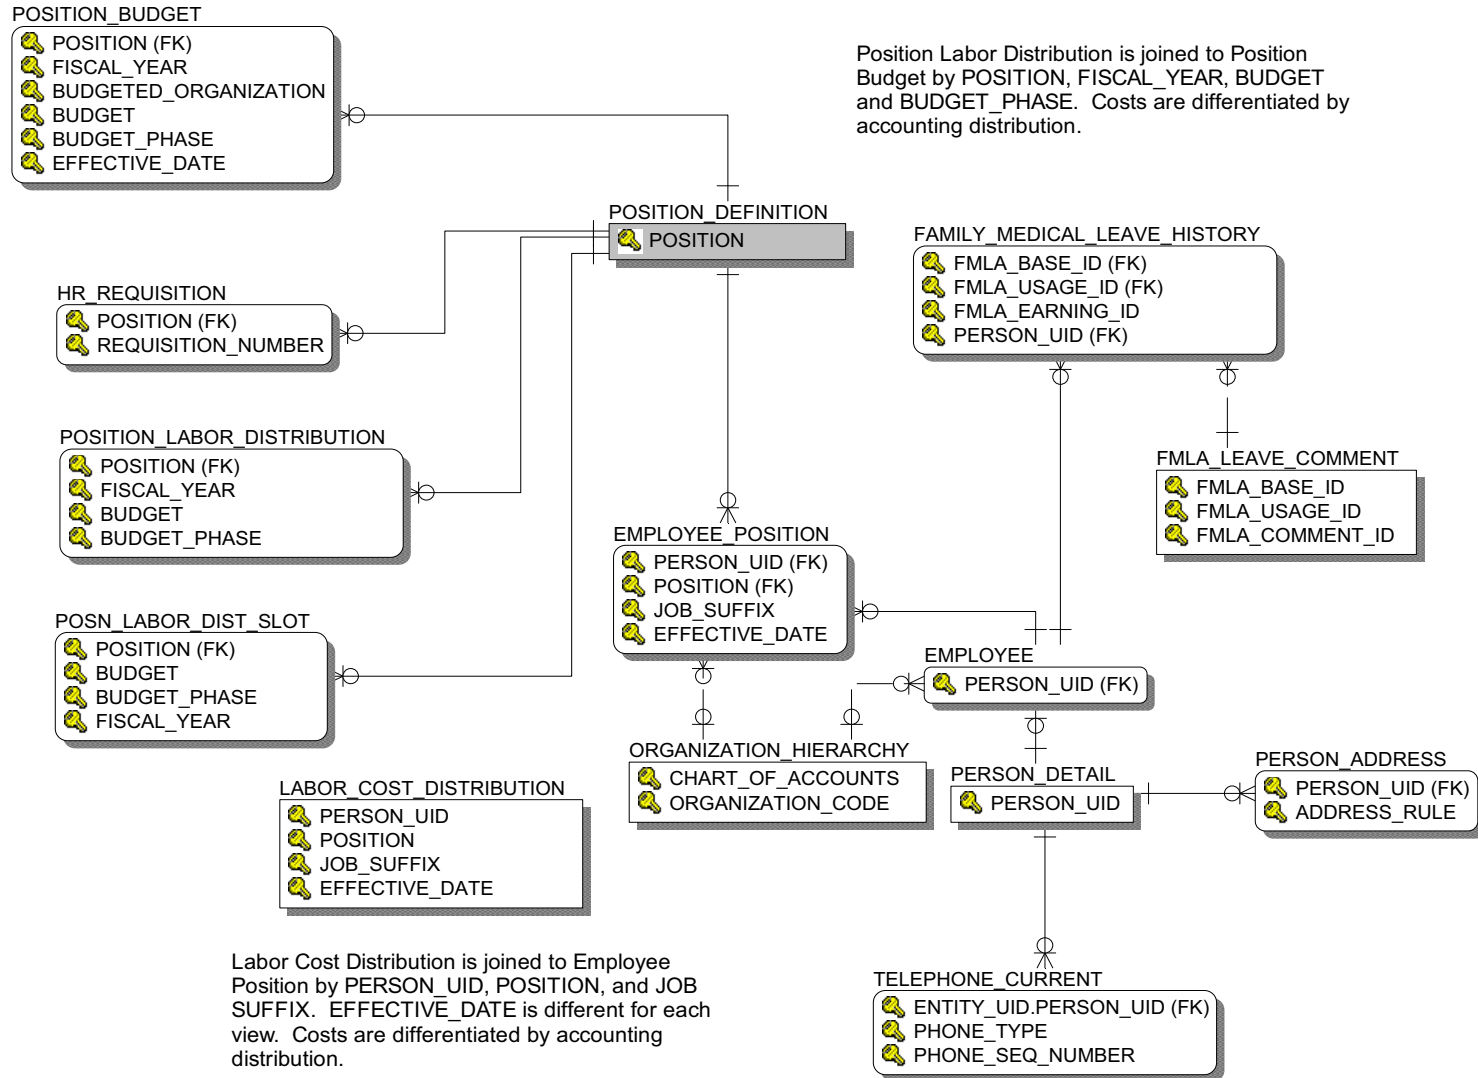 POSITION_BUDGET
POSITION (FK)
FISCAL_YEAR
BUDGETED_ORGANIZATION
BUDGET
BUDGET_PHASE
EFFECTIVE_DATE
Position Labor Distribution is joined to Position
Budget by POSITION, FISCAL_YEAR, BUDGET
and BUDGET_PHASE.  Costs are differentiated by
accounting distribution.
POSITION_DEFINITION
POSITION
FAMILY_MEDICAL_LEAVE_HISTORY
FMLA_BASE_ID (FK)
FMLA_USAGE_ID (FK)
FMLA_EARNING_ID
PERSON_UID (FK)
HR_REQUISITION
POSITION (FK)
REQUISITION_NUMBER
POSITION_LABOR_DISTRIBUTION
POSITION (FK)
FISCAL_YEAR
BUDGET
BUDGET_PHASE
FMLA_LEAVE_COMMENT
FMLA_BASE_ID
FMLA_USAGE_ID
FMLA_COMMENT_ID
EMPLOYEE_POSITION
PERSON_UID (FK)
POSITION (FK)
JOB_SUFFIX
EFFECTIVE_DATE
POSN_LABOR_DIST_SLOT
POSITION (FK)
BUDGET
BUDGET_PHASE
FISCAL_YEAR
EMPLOYEE
PERSON_UID (FK)
ORGANIZATION_HIERARCHY
CHART_OF_ACCOUNTS
ORGANIZATION_CODE
PERSON_DETAIL
PERSON_UID
PERSON_ADDRESS
PERSON_UID (FK)
ADDRESS_RULE
LABOR_COST_DISTRIBUTION
PERSON_UID
POSITION
JOB_SUFFIX
EFFECTIVE_DATE
Labor Cost Distribution is joined to Employee
Position by PERSON_UID, POSITION, and JOB
SUFFIX.  EFFECTIVE_DATE is different for each
view.  Costs are differentiated by accounting
distribution.
TELEPHONE_CURRENT
ENTITY_UID.PERSON_UID (FK)
PHONE_TYPE
PHONE_SEQ_NUMBER